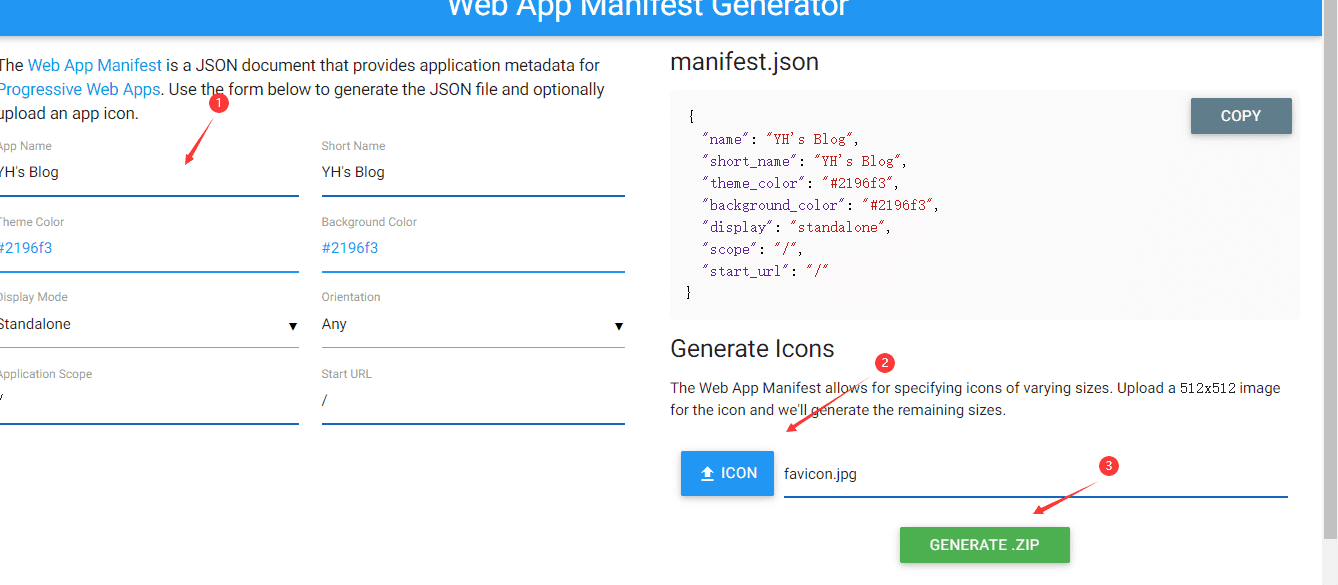 Web App Manifest Generator
The Web App Manifest is a JSON document that provides application metadata for
Progressive Web Apps. Use the form below to generate the JSON file and optionally
upload an app icon.
1
App Name
Short Name
YH's Blog
YH's Blog
Theme Color
Background Color
#2196f3
#2196f3
Display Mode
Orientation
Standalone
▼
Any
▼
Application Scope
Start URL
/
/
manifest.json
COPY
{
"name": "YH's Blog",
"short_name": "YH's Blog",
"theme_color": "#2196f3",
"background_color": "#2196f3",
"display": "standalone",
"scope": "/",
"start_url": "/"
}
Generate Icons
2
The Web App Manifest allows for specifying icons of varying sizes. Upload a 512x512 image
for the icon and we'll generate the remaining sizes.
ICON
favicon.jpg
3
GENERATE .ZIP